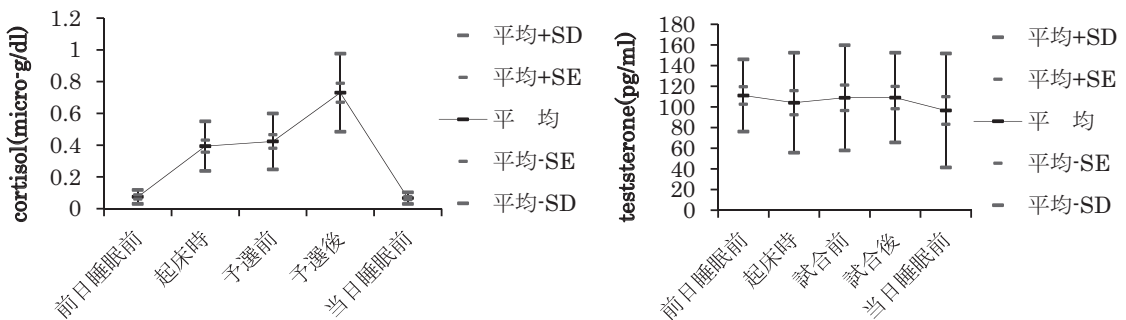 cortisol(micro-g/dl)
1.2
1
0.8
0.6
0.4
0.2
0
前日睡眠前
起床時
予選前
予選後
当日睡眠前
平均+SD
平均+SE
平　均
平均-SE
平均-SD
teststerone(pg/ml)
180
160
140
120
100
80
60
40
20
0
前日睡眠前
起床時
試合前
試合後
当日睡眠前
平均+SD
平均+SE
平　均
平均-SE
平均-SD